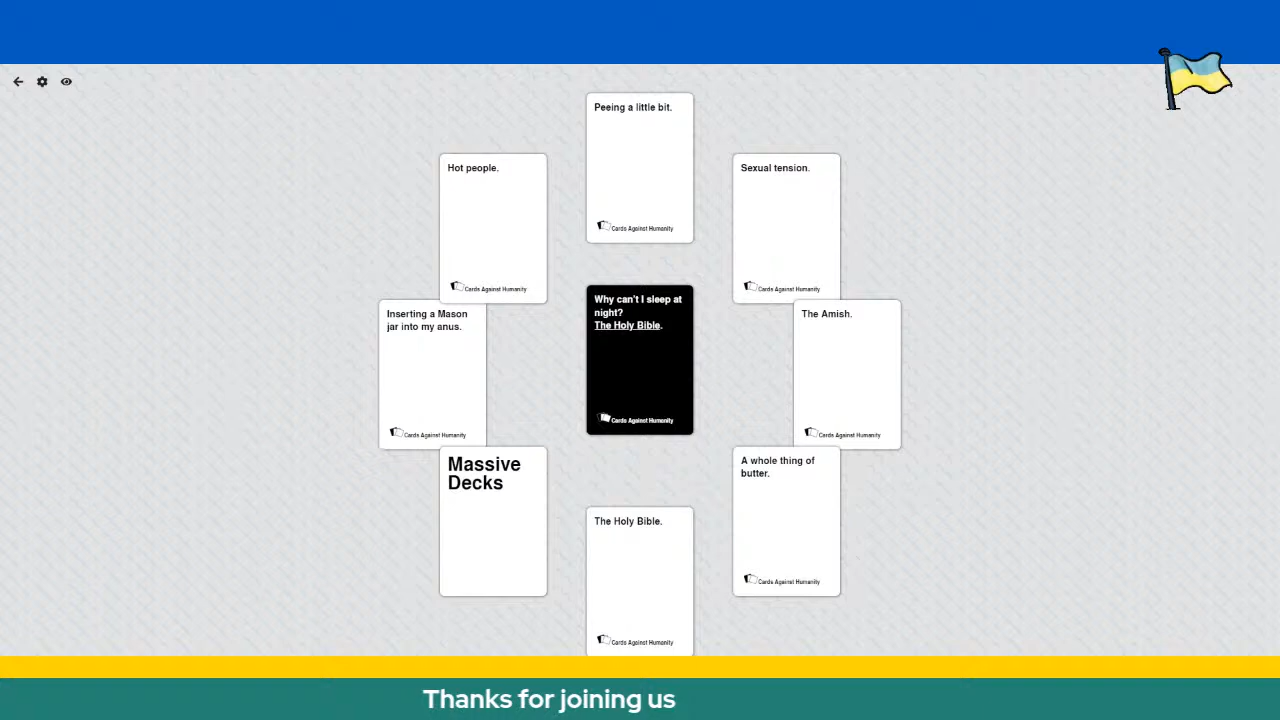 Peeing a little bit.
Cards Against Humanity
Hot people.
Cards Against Humanity
Sexual tension.
Cards Against Humanity
Inserting a Mason
jar into my anus.
Cards Against Humanity
Why can't I sleep at
night?
The Holy Bible.
Cards Against Humanity
The Amish.
Cards Against Humanity
Massive
Decks
The Holy Bible.
Cards Against Humanity
A whole thing of
butter.
Cards Against Humanity
Thanks for joining us